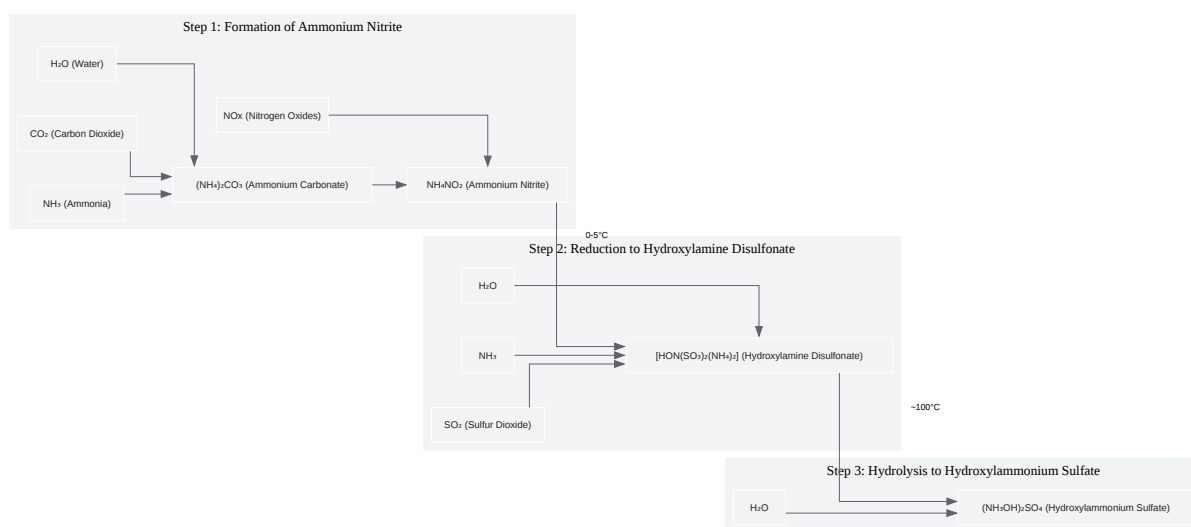 Step 1: Formation of Ammonium Nitrite
H₂O (Water)
NOx (Nitrogen Oxides)
CO₂ (Carbon Dioxide)
(NH₄)₂CO₃ (Ammonium Carbonate)
NH₄NO₂ (Ammonium Nitrite)
NH₃ (Ammonia)
0-5°C
Step 2: Reduction to Hydroxylamine Disulfonate
H₂O
NH₃
[HON(SO₃)₂(NH₄)₂] (Hydroxylamine Disulfonate)
SO₂ (Sulfur Dioxide)
~100°C
Step 3: Hydrolysis to Hydroxylammonium Sulfate
H₂O
(NH₃OH)₂SO₄ (Hydroxylammonium Sulfate)